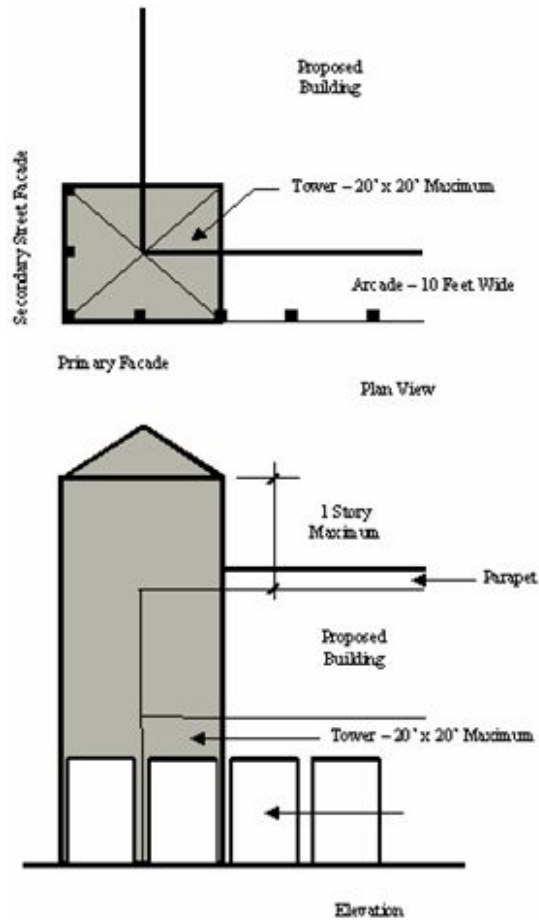 Proposed
Building
Secondary Street Facade
Tower – 20' x 20' Maximum
Arcade – 10 Feet Wide
Primary Facade
Plan View
1 Story
Maximum
Parapet
Proposed
Building
Tower – 20' x 20' Maximum
Elevation